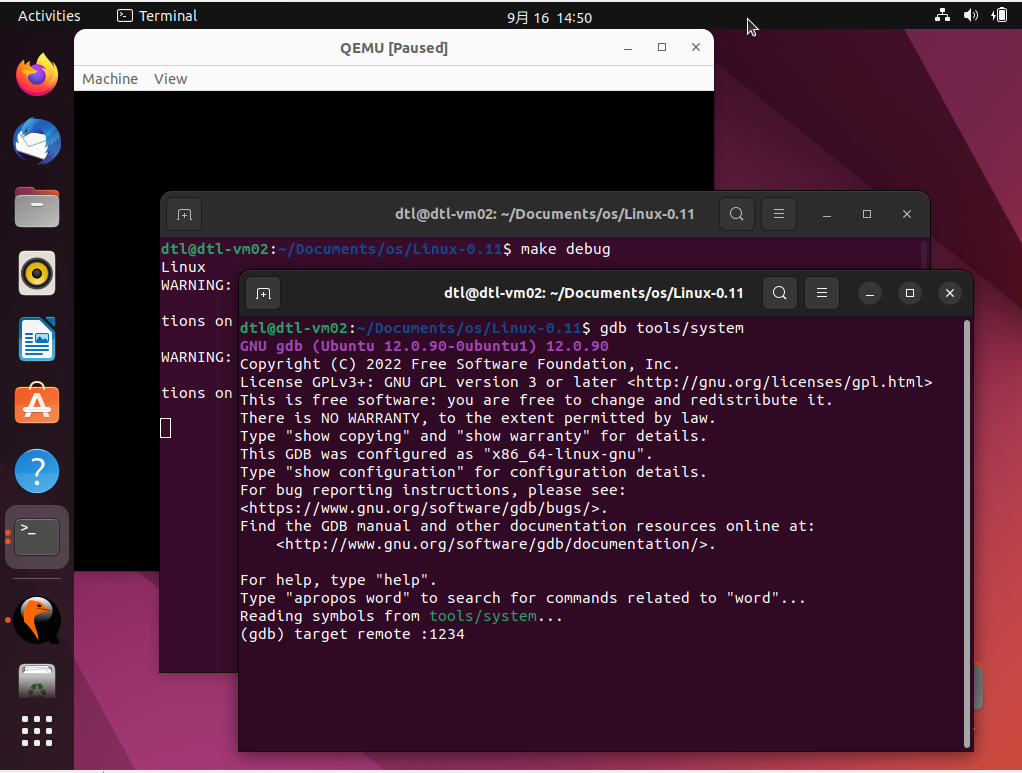 Activities Terminal 9月 16 14:50
QEMU [Paused]
Machine View
dtl@dtl-vm02: ~/Documents/os/Linux-0.11
dtl@dtl-vm02:~/Documents/os/Linux-0.11$ make debug
Linux
WARNING:
tions on
WARNING:
tions on
dtl@dtl-vm02: ~/Documents/os/Linux-0.11
dtl@dtl-vm02:~/Documents/os/Linux-0.11$ gdb tools/system
GNU gdb (Ubuntu 12.0.90-0ubuntu1) 12.0.90
Copyright (C) 2022 Free Software Foundation, Inc.
License GPLv3+: GNU GPL version 3 or later <http://gnu.org/licenses/gpl.html>
This is free software: you are free to change and redistribute it.
There is NO WARRANTY, to the extent permitted by law.
Type "show copying" and "show warranty" for details.
This GDB was configured as "x86_64-linux-gnu".
Type "show configuration" for configuration details.
For bug reporting instructions, please see:
<https://www.gnu.org/software/gdb/bugs/>.
Find the GDB manual and other documentation resources online at:
    <http://www.gnu.org/software/gdb/documentation/>.
For help, type "help".
Type "apropos word" to search for commands related to "word"...
Reading symbols from tools/system...
(gdb) target remote :1234